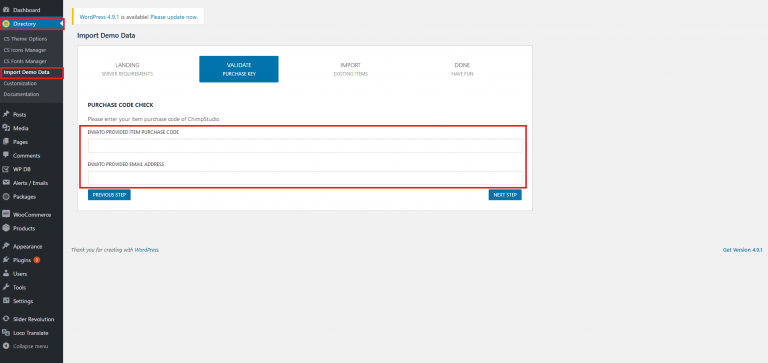 Dashboard
Directory
CS Theme Options
CS Icons Manager
CS Fonts Manager
Import Demo Data
Customization
Documentation
Posts
Media
Pages
Comments
WP DB
Alerts / Emails
Packages
WooCommerce
Products
Appearance
Plugins 3
Users
Tools
Settings
Slider Revolution
Loco Translate
Collapse menu
WordPress 4.9.1 is available! Please update now.
Import Demo Data
LANDING
SERVER REQUIREMENTS
VALIDATE
PURCHASE KEY
IMPORT
EXISTING ITEMS
DONE
HAVE FUN
PURCHASE CODE CHECK
Please enter your item purchase code of ChimpStudio
ENVATO PROVIDED ITEM PURCHASE CODE
ENVATO PROVIDED EMAIL ADDRESS
PREVIOUS STEP
NEXT STEP
Thank you for creating with WordPress.
Get Version 4.9.1